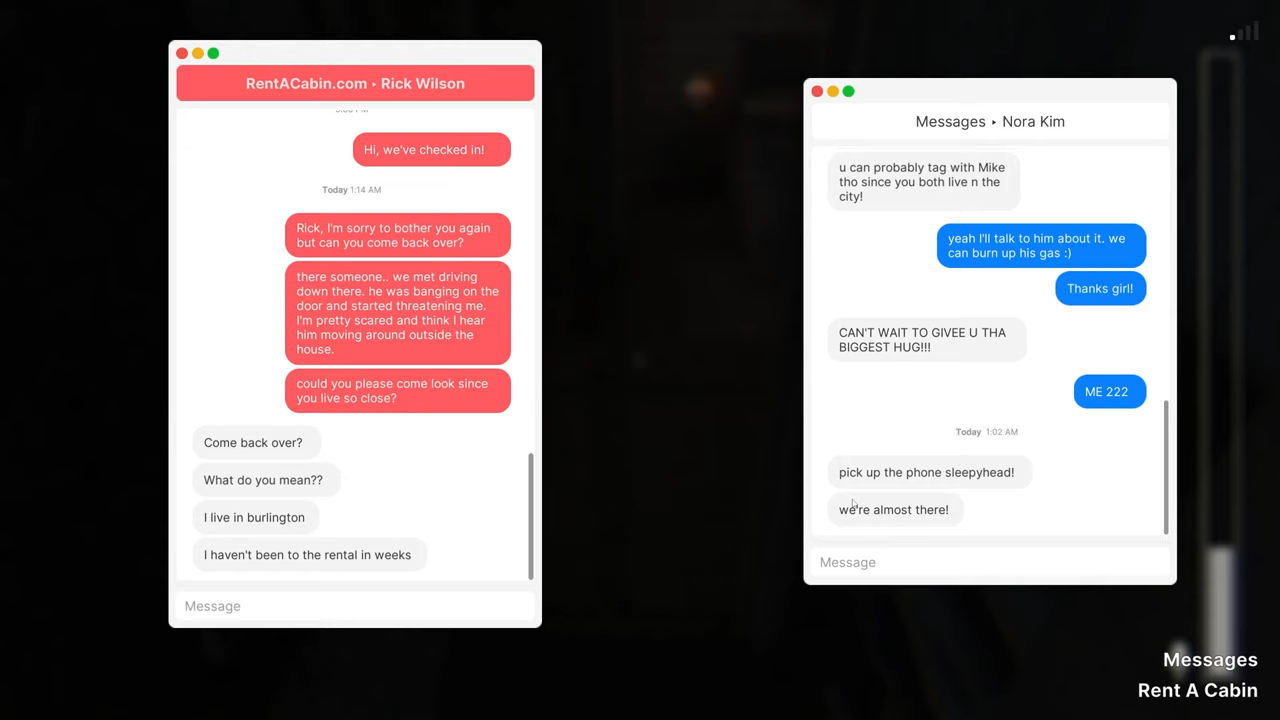 RentACabin.com ‣ Rick Wilson
Hi, we've checked in!
Today 1:14 AM
Rick, I'm sorry to bother you again
but can you come back over?
there someone.. we met driving
down there. he was banging on the
door and started threatening me.
I'm pretty scared and think I hear
him moving around outside the
house.
could you please come look since
you live so close?
Come back over?
What do you mean??
I live in burlington
I haven't been to the rental in weeks
Message
Messages ‣ Nora Kim
u can probably tag with Mike
tho since you both live n the
city!
yeah I'll talk to him about it. we
can burn up his gas :)
Thanks girl!
CAN'T WAIT TO GIVEE U THA
BIGGEST HUG!!!
ME 222
Today 1:02 AM
pick up the phone sleepyhead!
we're almost there!
Message
Messages
Rent A Cabin